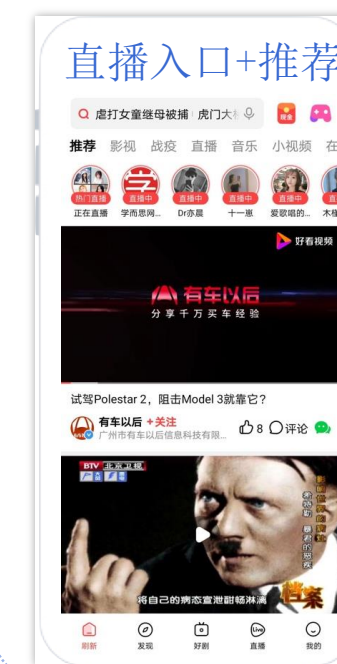 直播入口+推荐
虐打女童继母被捕 虎门大
推荐 影视 战疫 直播 音乐 小视频 在
热门直播 直播中 直播中 直播中 直播中
正在直播 学而思网... Dr亦晨 十一崽 爱歌唱的... 木槿
好看视频
有车以后
分享千万买车经验
试驾Polestar 2，阻击Model 3就靠它?
有车以后 +关注
广州市有车以后信息科技有限...
8 评论
BTV 北京卫视
将自己的病态宣泄酣畅淋漓
档案
刷新 发现 好剧 直播 我的